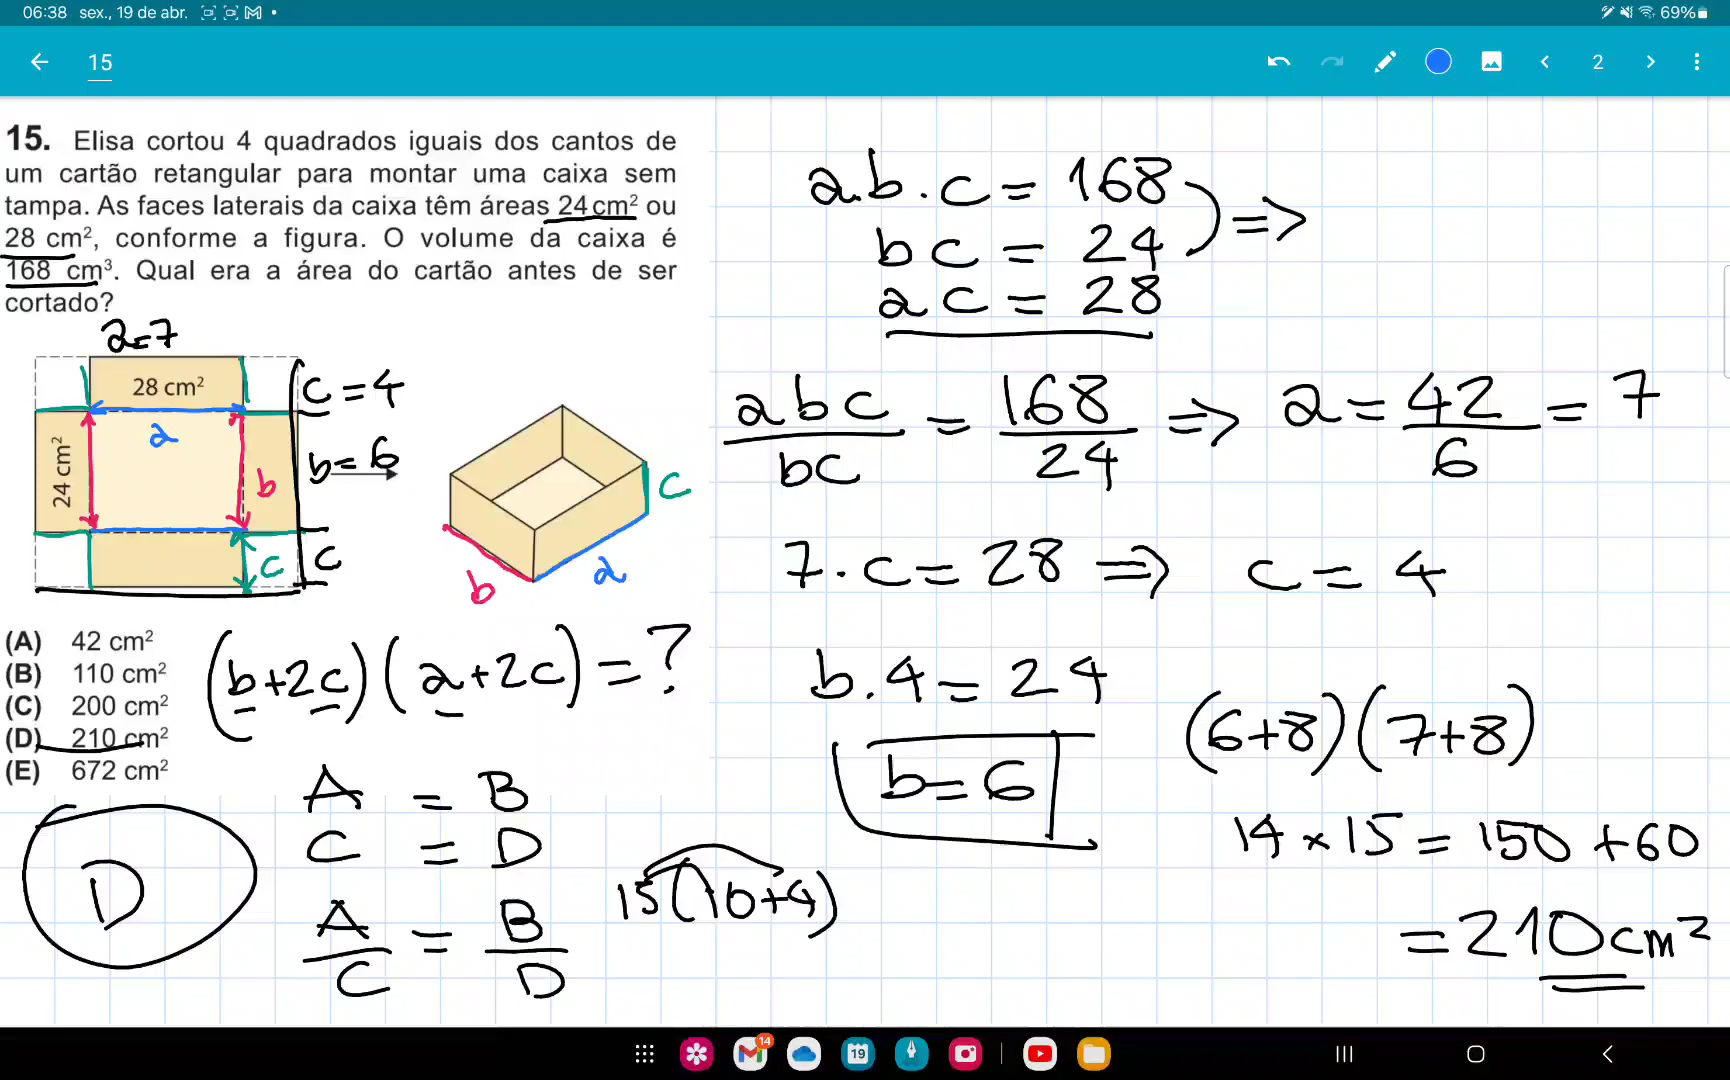 06:38 sex., 19 de abr.
69%
15
2
15. Elisa cortou 4 quadrados iguais dos cantos de
um cartão retangular para montar uma caixa sem
tampa. As faces laterais da caixa têm áreas 24 cm² ou
28 cm², conforme a figura. O volume da caixa é
168 cm³. Qual era a área do cartão antes de ser
cortado?
a=7
28 cm²
c=4
a
24 cm²
b=6
b
c
c
c
b
a
(A) 42 cm²
(B) 110 cm²
(C) 200 cm²
(D) 210 cm²
(E) 672 cm²
(b+2c)(a+2c)=?
D
A = B
C = D
A/C = B/D
15(10+4)
a.b.c=168
bc=24
ac=28
=>
abc/bc = 168/24 => a=42/6=7
7.c=28 => c=4
b.4=24
b=6
(6+8)(7+8)
14×15=150+60
=210cm²
14
19